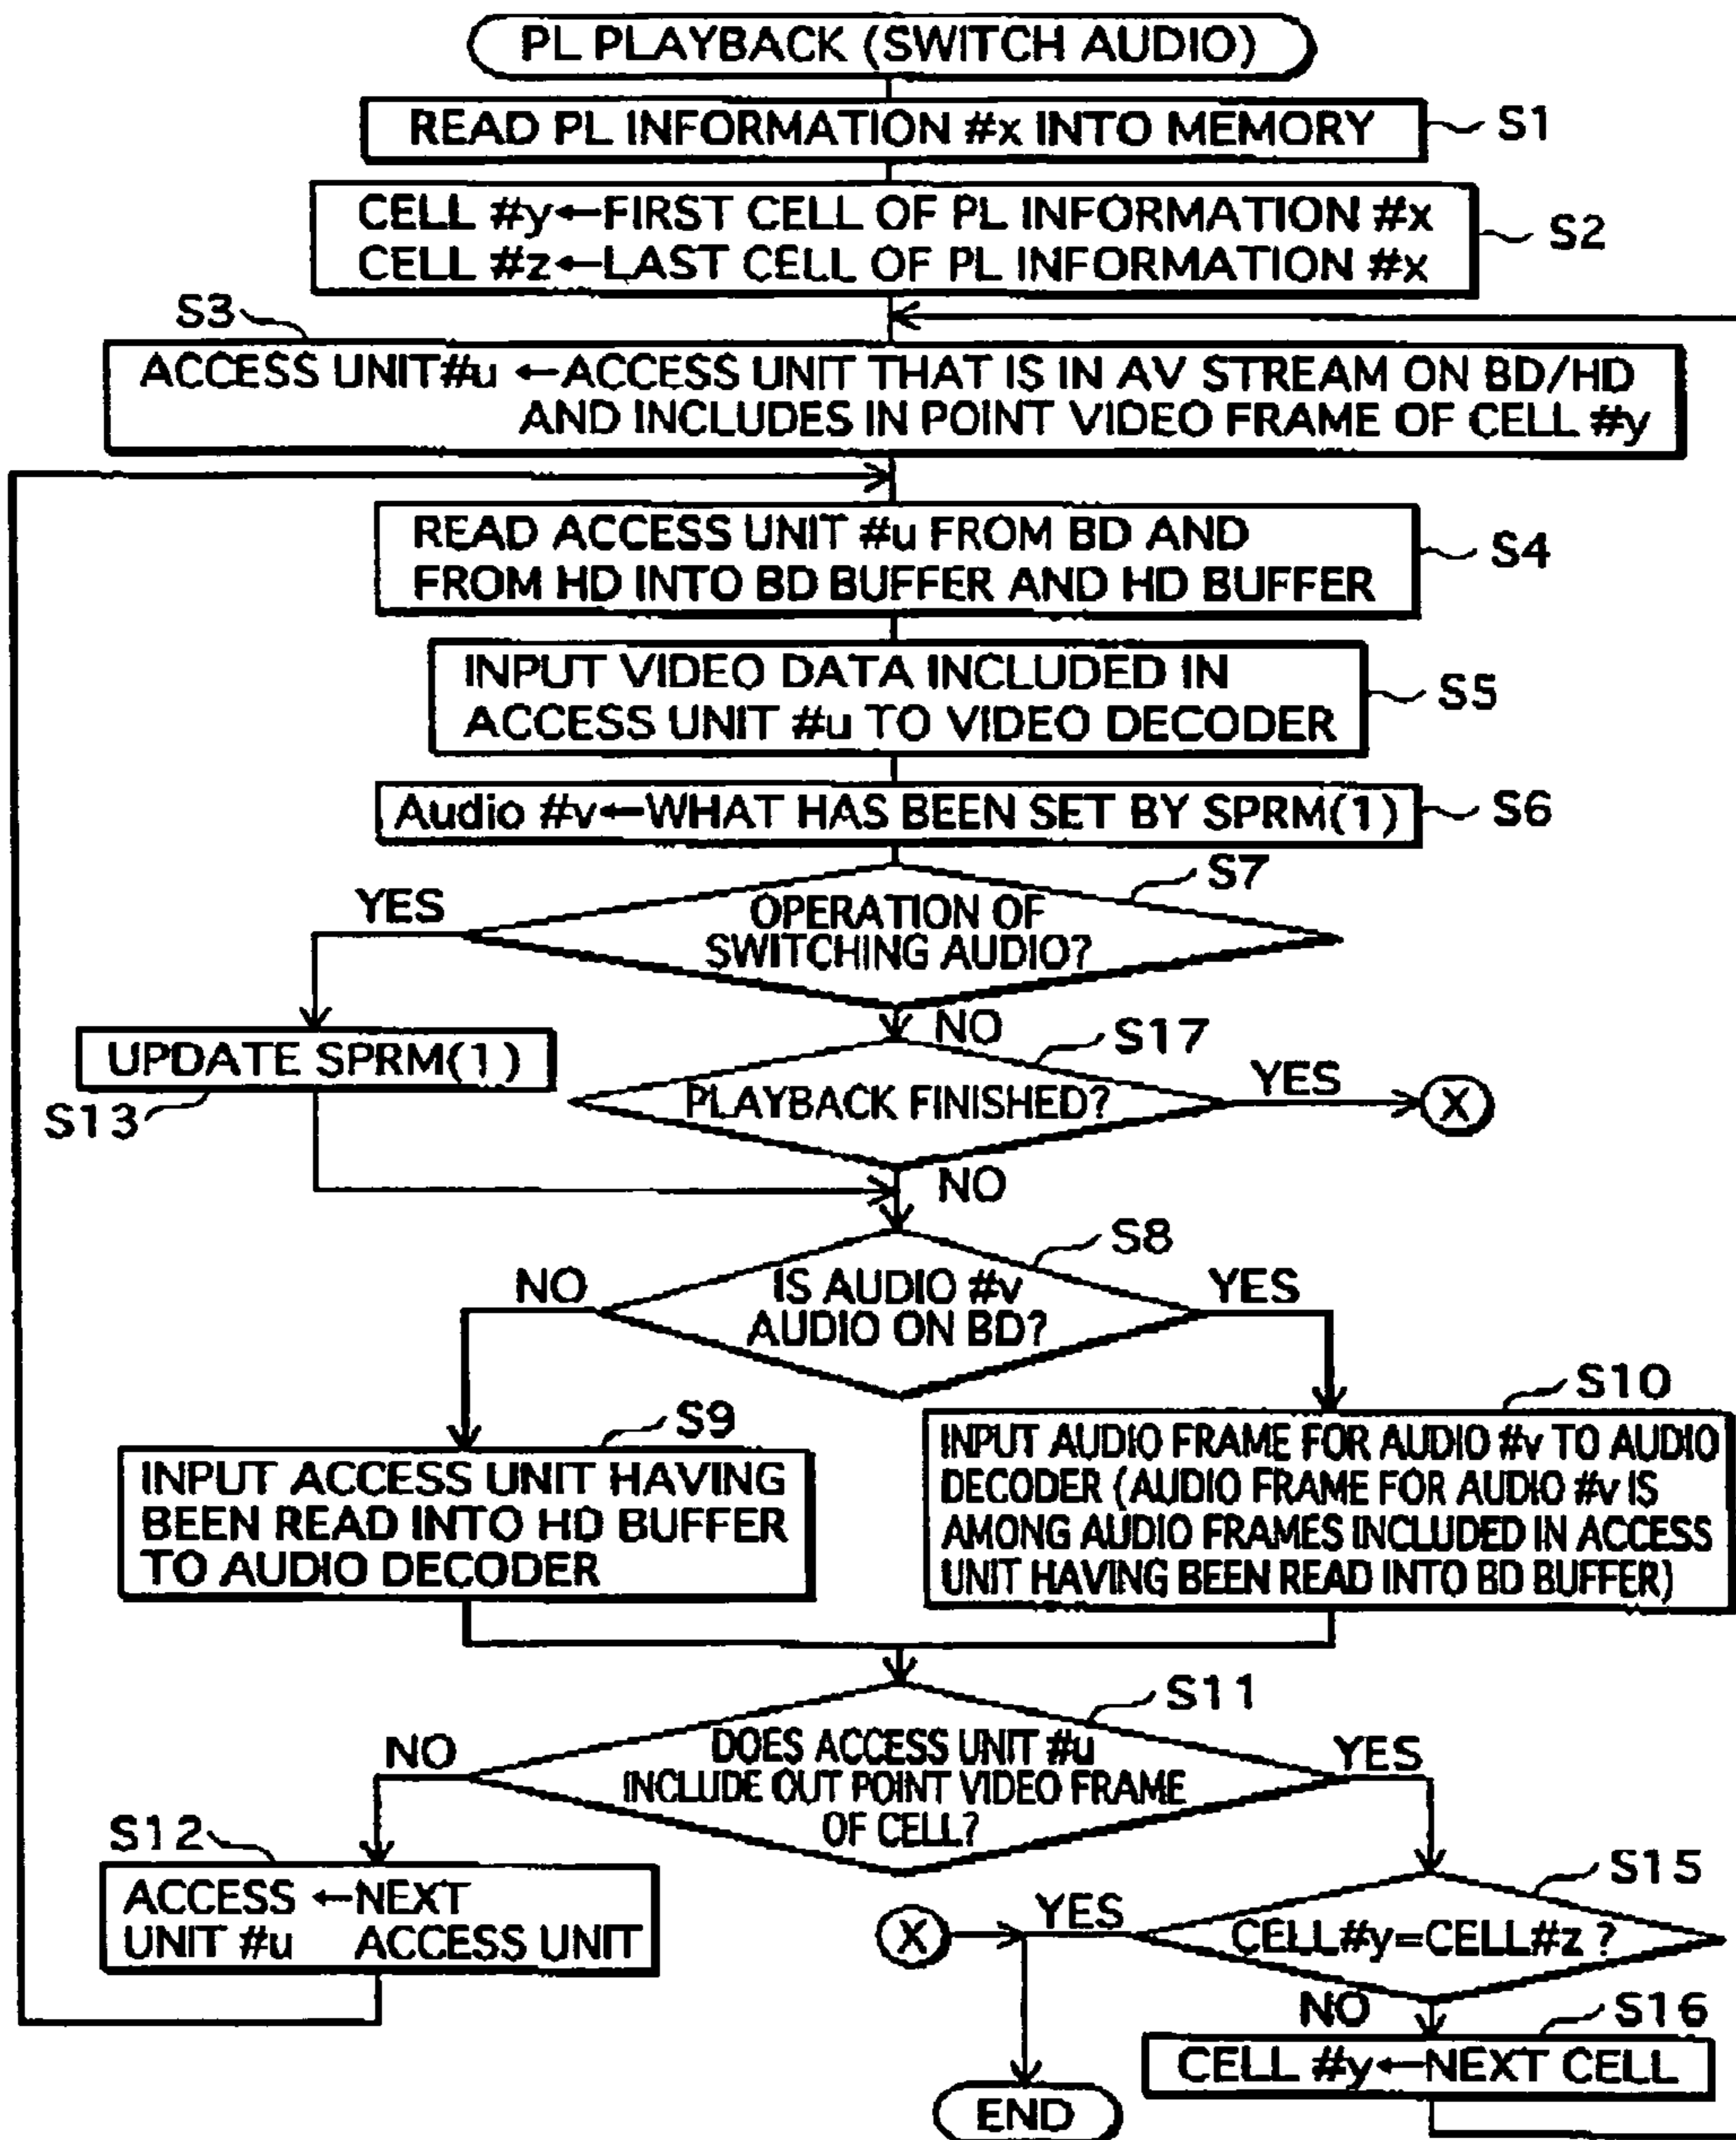 PL PLAYBACK (SWITCH AUDIO)
READ PL INFORMATION #x INTO MEMORY
S1
CELL #y←FIRST CELL OF PL INFORMATION #x
CELL #z←LAST CELL OF PL INFORMATION #x
S2
S3
ACCESS UNIT#u ←ACCESS UNIT THAT IS IN AV STREAM ON BD/HD
AND INCLUDES IN POINT VIDEO FRAME OF CELL #y
READ ACCESS UNIT #u FROM BD AND
FROM HD INTO BD BUFFER AND HD BUFFER
S4
INPUT VIDEO DATA INCLUDED IN
ACCESS UNIT #u TO VIDEO DECODER
S5
Audio #v←WHAT HAS BEEN SET BY SPRM(1)
S6
S7
YES
OPERATION OF
SWITCHING AUDIO?
NO
S17
UPDATE SPRM(1)
S13
PLAYBACK FINISHED?
YES
X
NO
S8
NO
IS AUDIO #v
AUDIO ON BD?
YES
S9
INPUT ACCESS UNIT HAVING
BEEN READ INTO HD BUFFER
TO AUDIO DECODER
S10
INPUT AUDIO FRAME FOR AUDIO #v TO AUDIO
DECODER (AUDIO FRAME FOR AUDIO #v IS
AMONG AUDIO FRAMES INCLUDED IN ACCESS
UNIT HAVING BEEN READ INTO BD BUFFER)
S11
NO
DOES ACCESS UNIT #u
INCLUDE OUT POINT VIDEO FRAME
OF CELL?
YES
S12
ACCESS ←NEXT
UNIT #u ACCESS UNIT
X
YES
S15
CELL#y=CELL#z ?
NO
S16
CELL #y←NEXT CELL
END